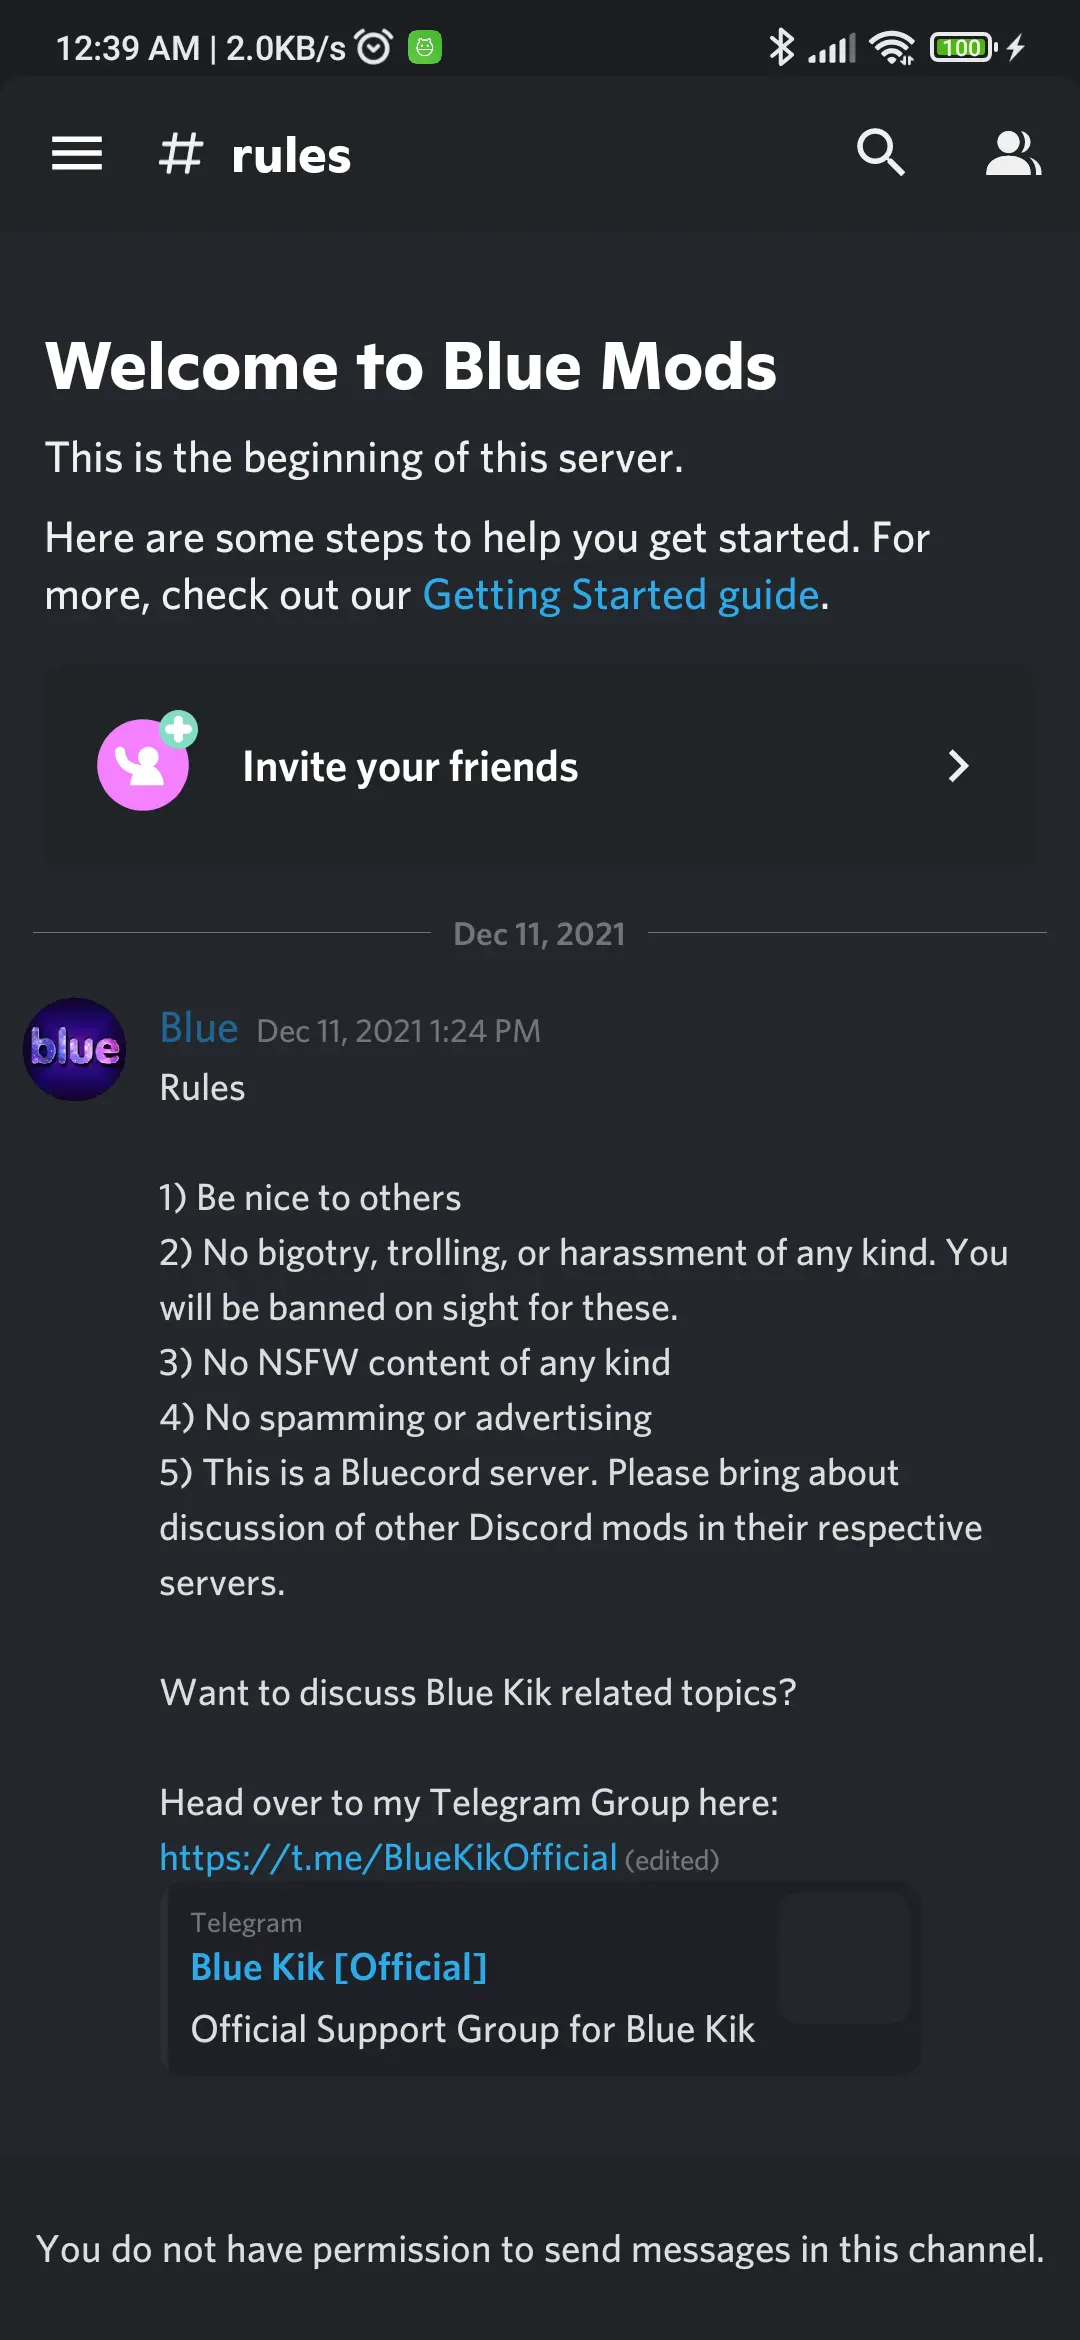 12:39 AM | 2.0KB/s 100
# rules
Welcome to Blue Mods
This is the beginning of this server.
Here are some steps to help you get started. For
more, check out our Getting Started guide.
Invite your friends
Dec 11, 2021
blue
Blue Dec 11, 2021 1:24 PM
Rules
1) Be nice to others
2) No bigotry, trolling, or harassment of any kind. You
will be banned on sight for these.
3) No NSFW content of any kind
4) No spamming or advertising
5) This is a Bluecord server. Please bring about
discussion of other Discord mods in their respective
servers.
Want to discuss Blue Kik related topics?
Head over to my Telegram Group here:
https://t.me/BlueKikOfficial (edited)
Telegram
Blue Kik [Official]
Official Support Group for Blue Kik
You do not have permission to send messages in this channel.